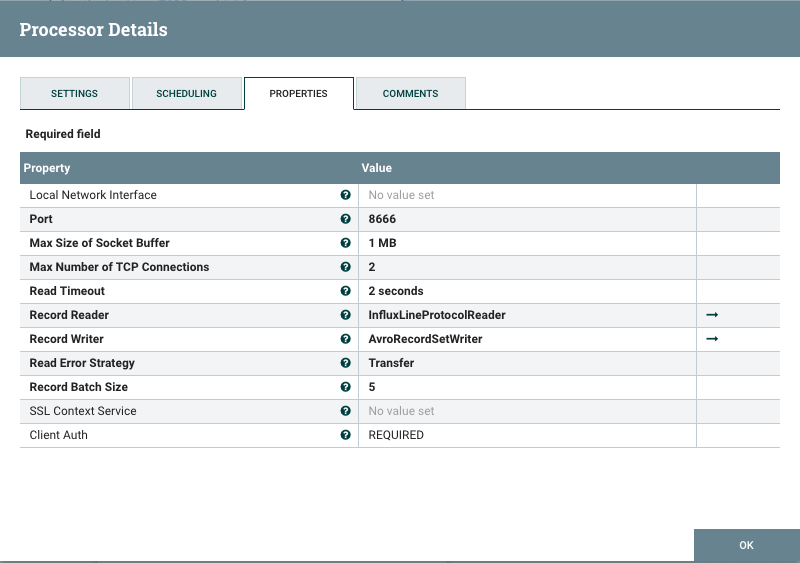 Processor Details
SETTINGS SCHEDULING PROPERTIES COMMENTS
Required field
Property Value
Local Network Interface ? No value set
Port ? 8666
Max Size of Socket Buffer ? 1 MB
Max Number of TCP Connections ? 2
Read Timeout ? 2 seconds
Record Reader ? InfluxLineProtocolReader →
Record Writer ? AvroRecordSetWriter →
Read Error Strategy ? Transfer
Record Batch Size ? 5
SSL Context Service ? No value set
Client Auth ? REQUIRED
OK